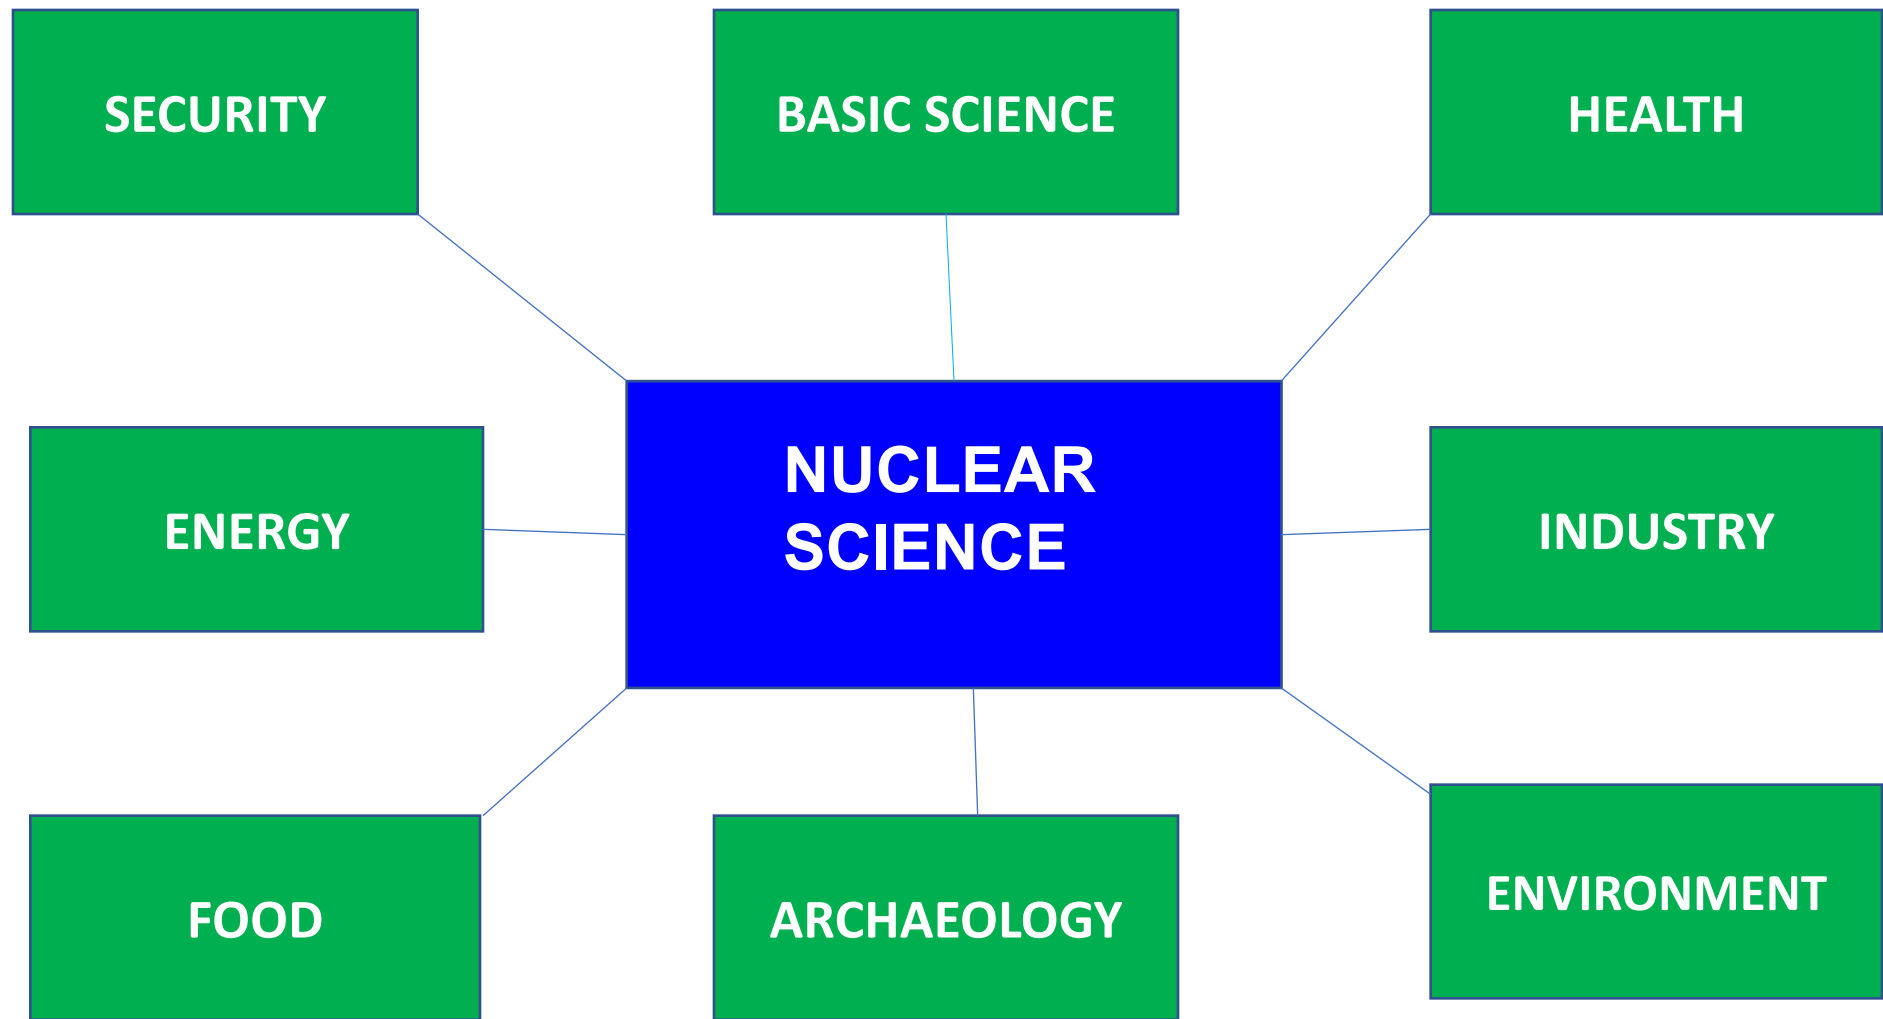 SECURITY
BASIC SCIENCE
HEALTH
NUCLEAR
SCIENCE
ENERGY
INDUSTRY
FOOD
ARCHAEOLOGY
ENVIRONMENT